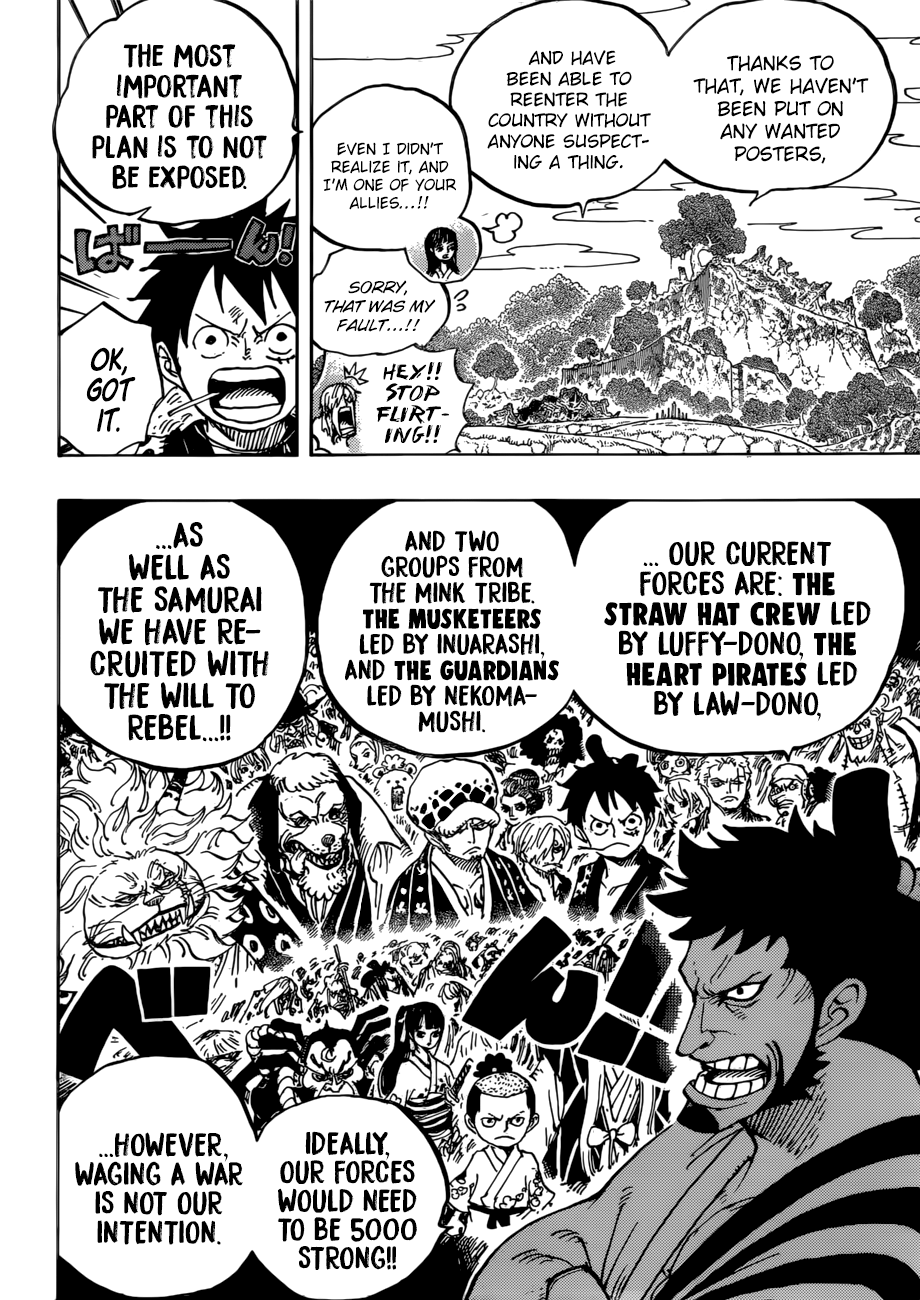 THANKS TO
THAT, WE HAVEN'T
BEEN PUT ON
ANY WANTED
POSTERS,
AND HAVE
BEEN ABLE TO
REENTER THE
COUNTRY WITHOUT
ANYONE SUSPECT-
ING A THING.
EVEN I DIDN'T
REALIZE IT, AND
I'M ONE OF YOUR
ALLIES...!!
SORRY,
THAT WAS MY
FAULT...!!
HEY!!
STOP
FLIRT-
ING!!
THE MOST
IMPORTANT
PART OF THIS
PLAN IS TO NOT
BE EXPOSED.
ばーん!
OK,
GOT
IT.
... OUR CURRENT
FORCES ARE: THE
STRAW HAT CREW LED
BY LUFFY-DONO, THE
HEART PIRATES LED
BY LAW-DONO,
AND TWO
GROUPS FROM
THE MINK TRIBE.
THE MUSKETEERS
LED BY INUARASHI,
AND THE GUARDIANS
LED BY NEKOMA-
MUSHI.
...AS
WELL AS
THE SAMURAI
WE HAVE RE-
CRUITED WITH
THE WILL TO
REBEL...!!
IDEALLY,
OUR FORCES
WOULD NEED
TO BE 5000
STRONG!!
...HOWEVER,
WAGING A WAR
IS NOT OUR
INTENTION.